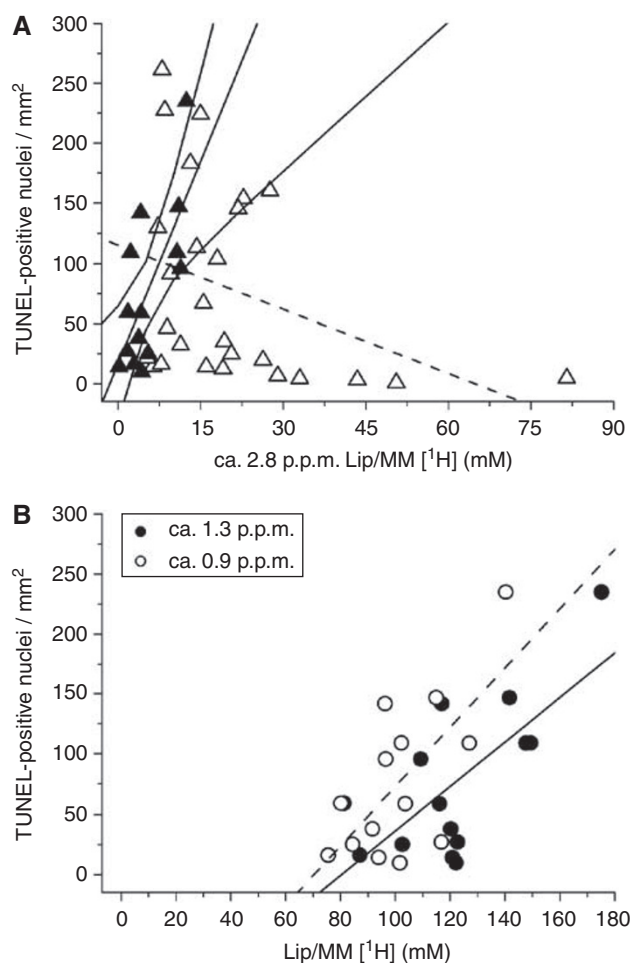 A
300
250
200
150
100
50
0
TUNEL-positive nuclei / mm²
0 15 30 45 60 75 90
ca. 2.8 p.p.m. Lip/MM [¹H] (mM)
B
ca. 1.3 p.p.m.
ca. 0.9 p.p.m.
300
250
200
150
100
50
0
TUNEL-positive nuclei / mm²
0 20 40 60 80 100 120 140 160 180
Lip/MM [¹H] (mM)